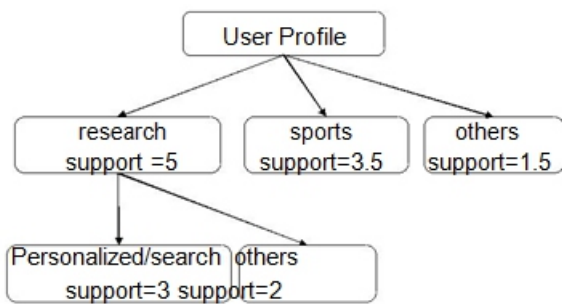 User Profile
research
support =5
sports
support=3.5
others
support=1.5
Personalized/search
support=3
others
support=2